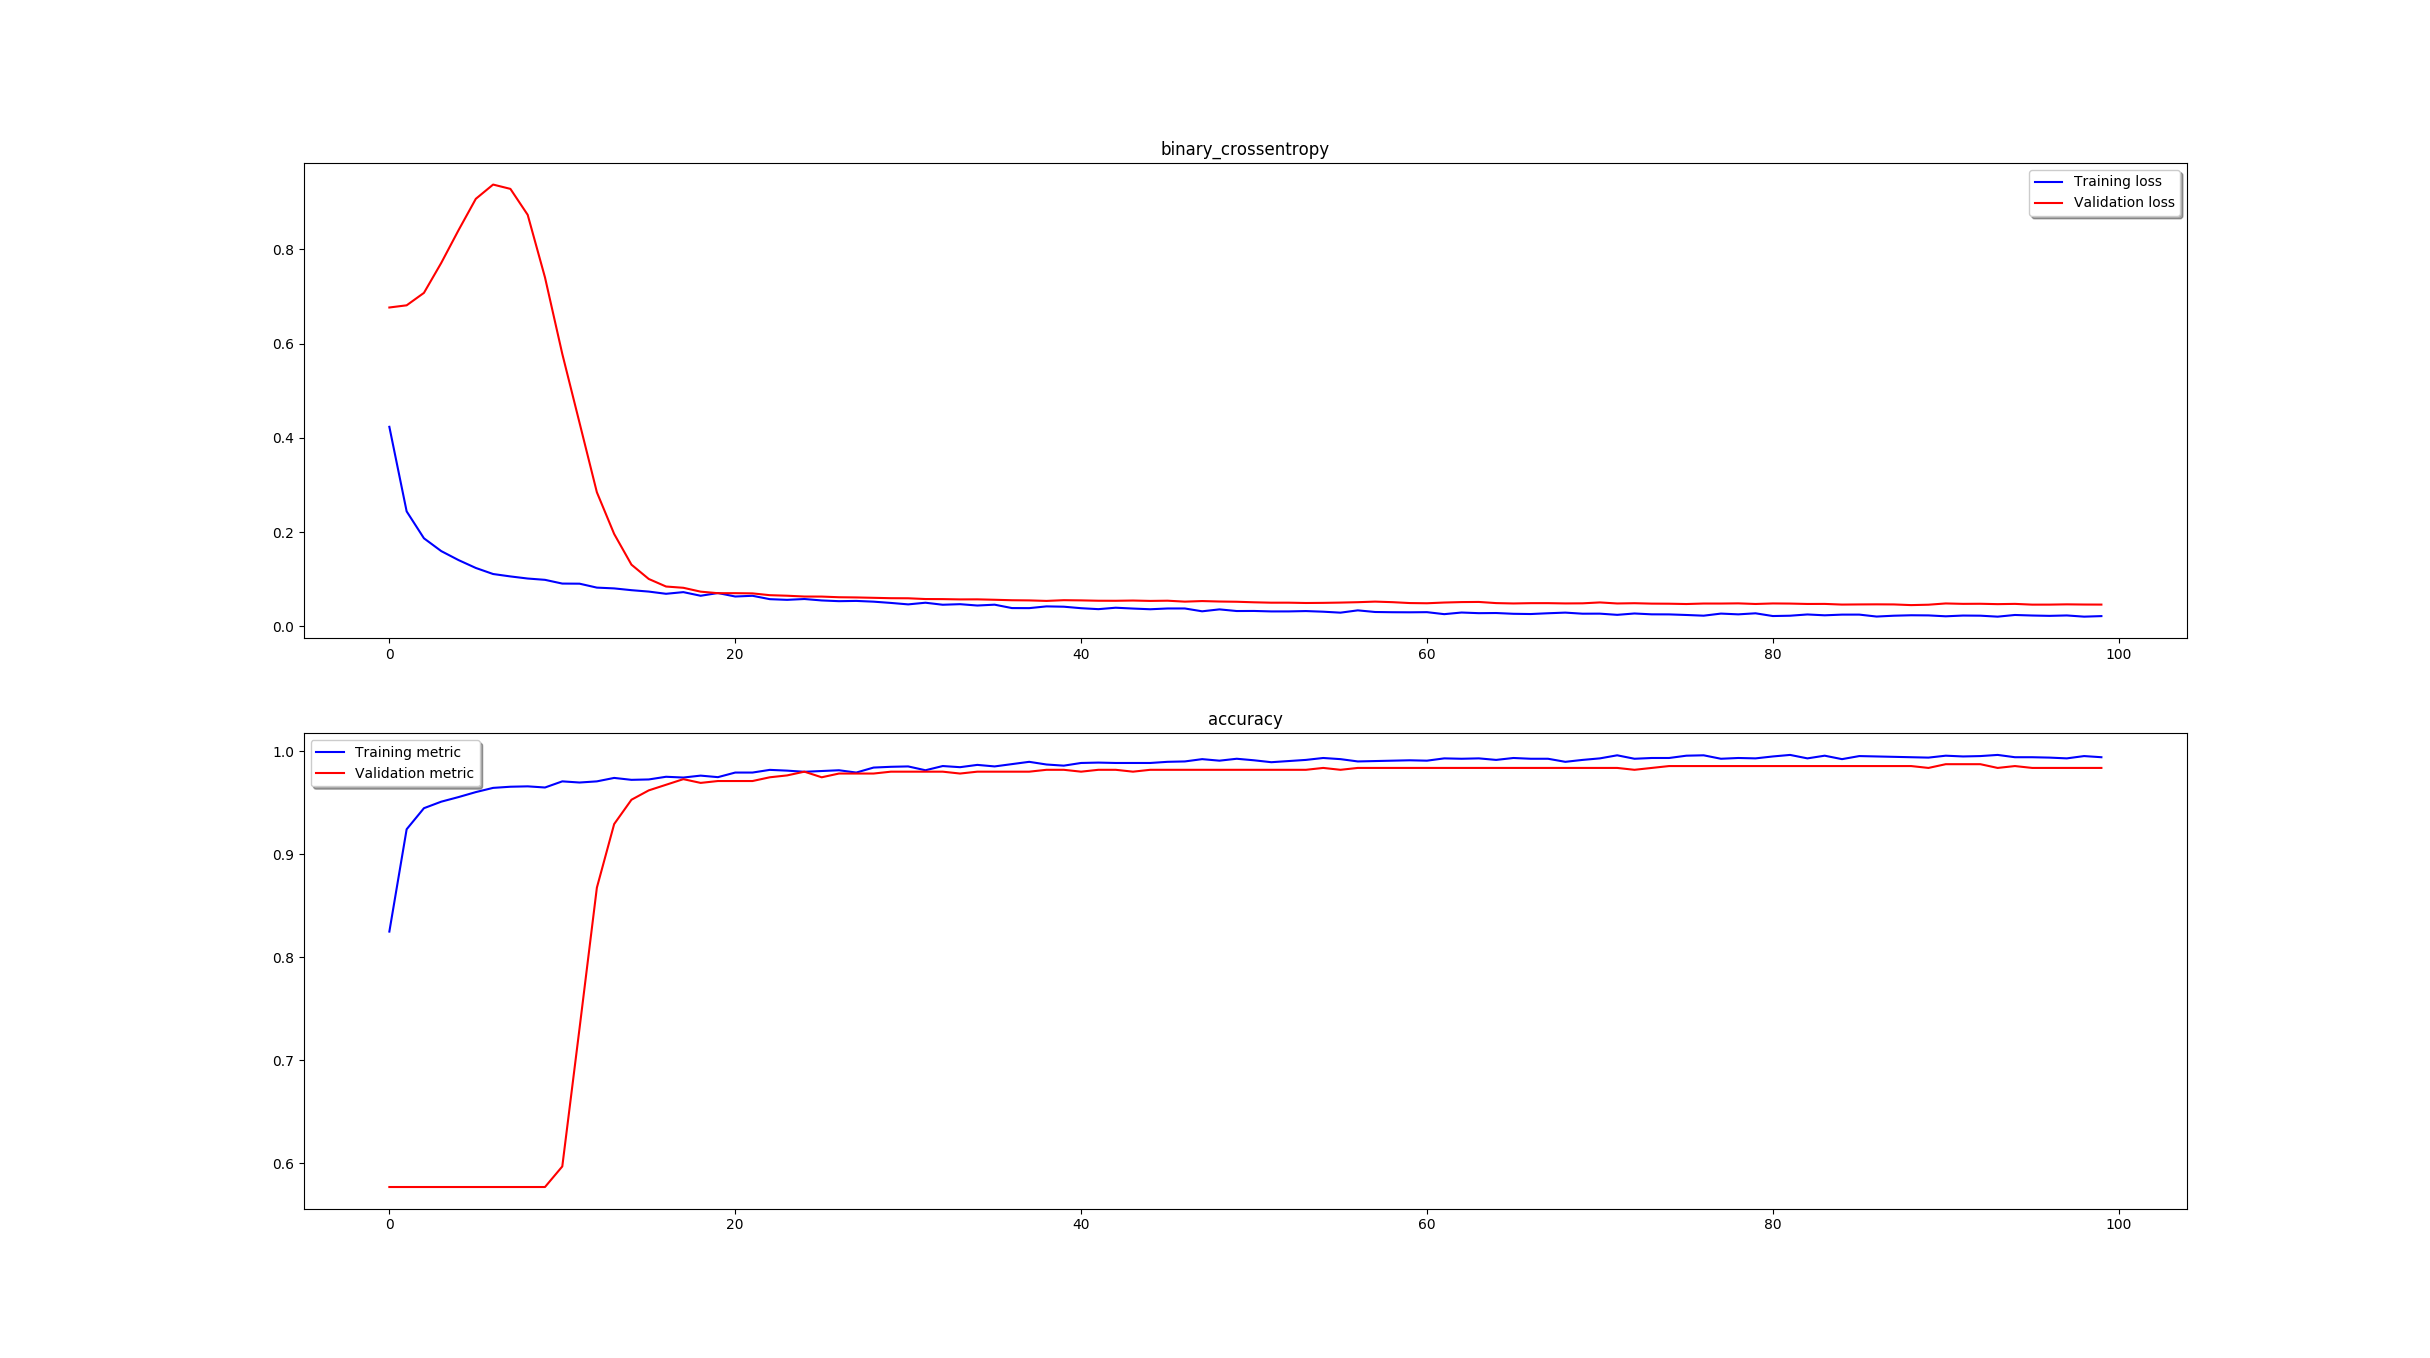 binary_crossentropy
Training loss
Validation loss
0.8
0.6
0.4
0.2
0.0
0 20 40 60 80 100
accuracy
Training metric
Validation metric
1.0
0.9
0.8
0.7
0.6
0 20 40 60 80 100